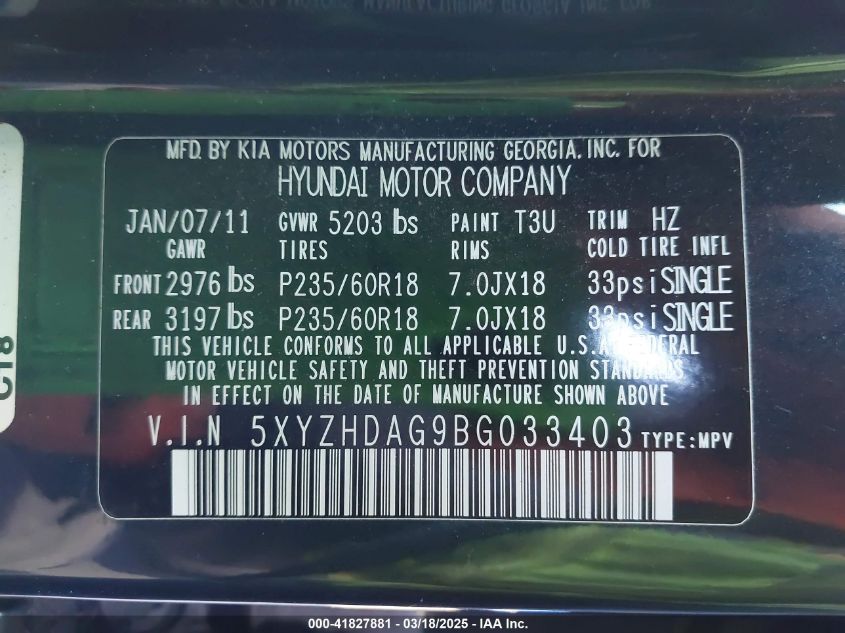 MFD. BY KIA MOTORS MANUFACTURING GEORGIA, INC. FOR
HYUNDAI MOTOR COMPANY
JAN/07/11 GVWR 5203 lbs PAINT T3U TRIM HZ
GAWR TIRES RIMS COLD TIRE INFL
FRONT 2976 lbs P235/60R18 7.0JX18 33psi SINGLE
REAR 3197 lbs P235/60R18 7.0JX18 33psi SINGLE
THIS VEHICLE CONFORMS TO ALL APPLICABLE U.S.A. FEDERAL
MOTOR VEHICLE SAFETY AND THEFT PREVENTION STANDARDS
IN EFFECT ON THE DATE OF MANUFACTURE SHOWN ABOVE
V.I.N 5XYZHDAG9BG033403 TYPE:MPV
C18
000-41827881 - 03/18/2025 - IAA Inc.